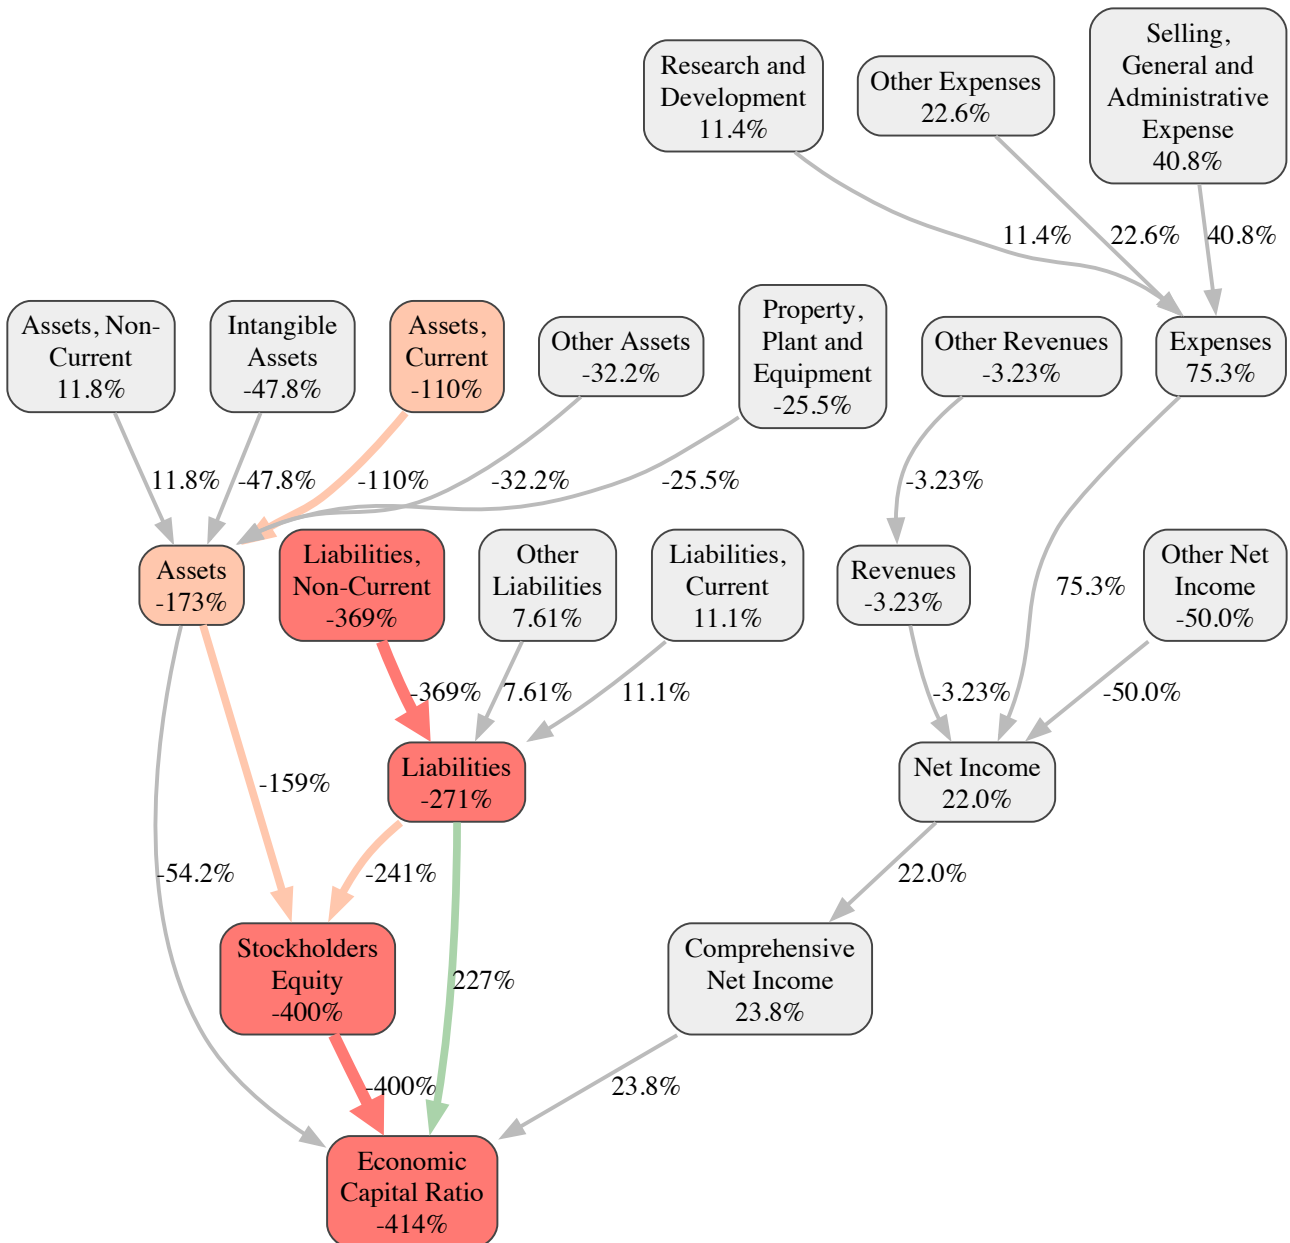 Selling,
General and
Administrative
Expense
40.8%
Research and
Development
11.4%
Other Expenses
22.6%
11.4%
22.6%
40.8%
Assets, Non-
Current
11.8%
Intangible
Assets
-47.8%
Assets,
Current
-110%
Other Assets
-32.2%
Property,
Plant and
Equipment
-25.5%
Other Revenues
-3.23%
Expenses
75.3%
11.8%
-47.8%
-110%
-32.2%
-25.5%
-3.23%
Assets
-173%
Liabilities,
Non-Current
-369%
Other
Liabilities
7.61%
Liabilities,
Current
11.1%
Revenues
-3.23%
75.3%
Other Net
Income
-50.0%
-369%
7.61%
11.1%
-3.23%
-50.0%
Liabilities
-271%
Net Income
22.0%
-159%
-54.2%
-241%
22.0%
Stockholders
Equity
-400%
227%
Comprehensive
Net Income
23.8%
-400%
23.8%
Economic
Capital Ratio
-414%